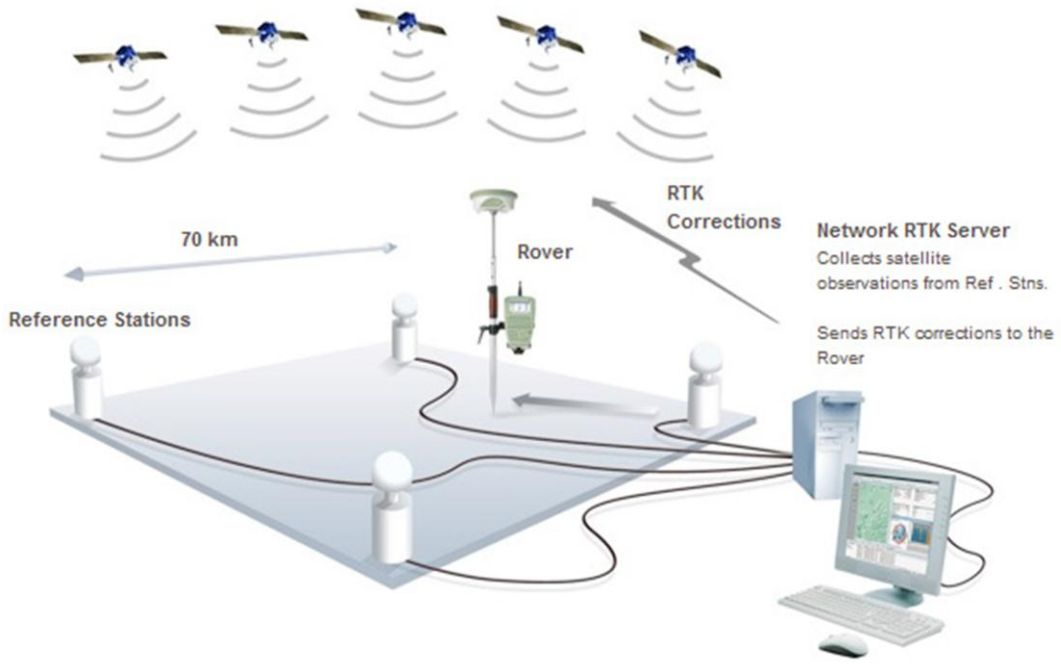 RTK
Corrections
70 km
Rover
Reference Stations
Network RTK Server
Collects satellite
observations from Ref . Stns.
Sends RTK corrections to the
Rover